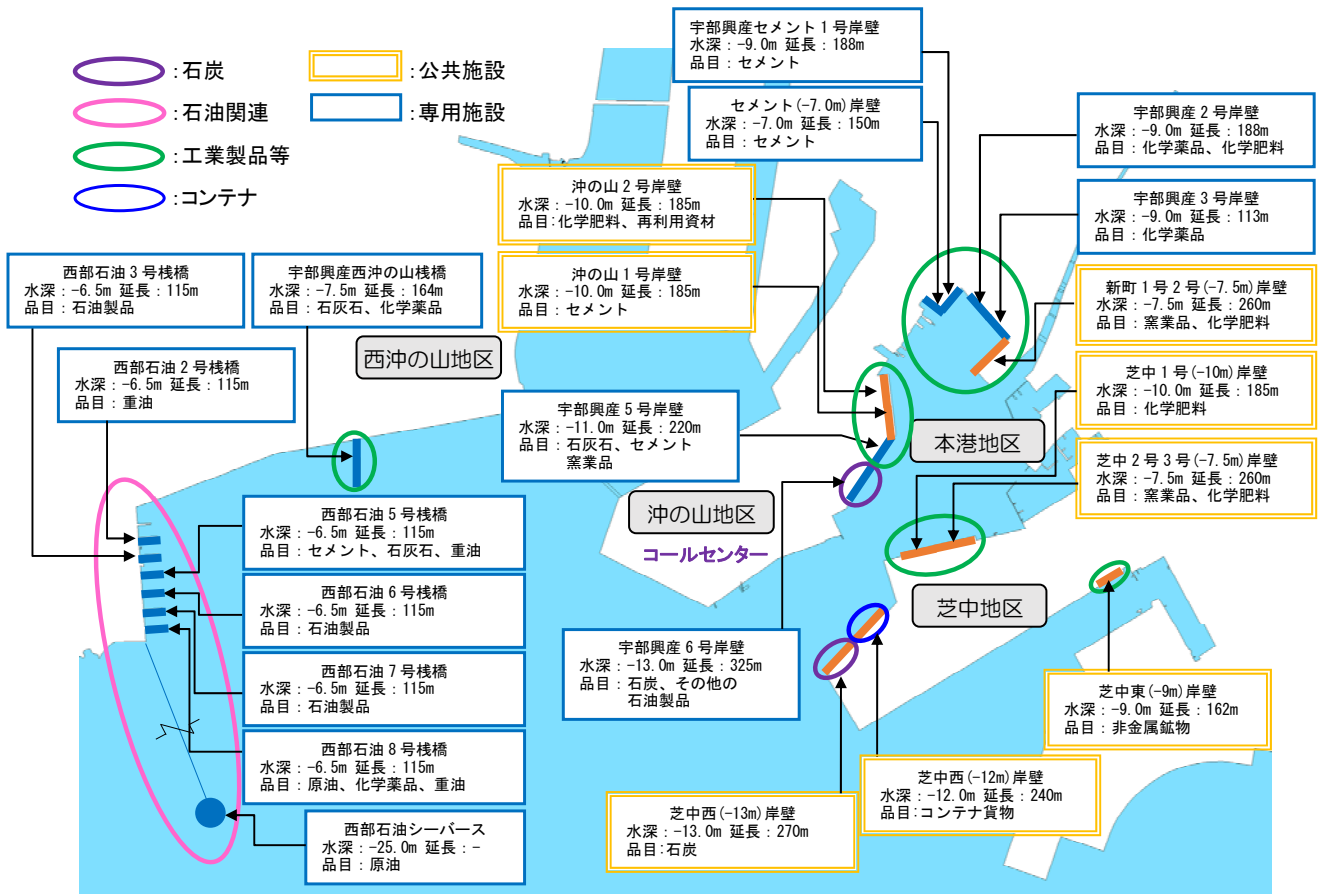 ：石炭
：石油関連
：工業製品等
：コンテナ
：公共施設
：専用施設
宇部興産セメント1号岸壁
水深：-9.0m 延長：188m
品目：セメント
セメント(-7.0m)岸壁
水深：-7.0m 延長：150m
品目：セメント
宇部興産2号岸壁
水深：-9.0m 延長：188m
品目：化学薬品、化学肥料
沖の山2号岸壁
水深：-10.0m 延長：185m
品目：化学肥料、再利用資材
宇部興産3号岸壁
水深：-9.0m 延長：113m
品目：化学薬品
西部石油3号桟橋
水深：-6.5m 延長：115m
品目：石油製品
宇部興産西沖の山桟橋
水深：-7.5m 延長：164m
品目：石灰石、化学薬品
沖の山1号岸壁
水深：-10.0m 延長：185m
品目：セメント
新町1号2号(-7.5m)岸壁
水深：-7.5m 延長：260m
品目：窯業品、化学肥料
西沖の山地区
西部石油2号桟橋
水深：-6.5m 延長：115m
品目：重油
芝中1号(-10m)岸壁
水深：-10.0m 延長：185m
品目：化学肥料
宇部興産5号岸壁
水深：-11.0m 延長：220m
品目：石灰石、セメント
窯業品
本港地区
芝中2号3号(-7.5m)岸壁
水深：-7.5m 延長：260m
品目：窯業品、化学肥料
沖の山地区
コールセンター
西部石油5号桟橋
水深：-6.5m 延長：115m
品目：セメント、石灰石、重油
西部石油6号桟橋
水深：-6.5m 延長：115m
品目：石油製品
芝中地区
宇部興産6号岸壁
水深：-13.0m 延長：325m
品目：石炭、その他の
石油製品
西部石油7号桟橋
水深：-6.5m 延長：115m
品目：石油製品
芝中東(-9m)岸壁
水深：-9.0m 延長：162m
品目：非金属鉱物
西部石油8号桟橋
水深：-6.5m 延長：115m
品目：原油、化学薬品、重油
芝中西(-12m)岸壁
水深：-12.0m 延長：240m
品目：コンテナ貨物
芝中西(-13m)岸壁
水深：-13.0m 延長：270m
品目：石炭
西部石油シーバース
水深：-25.0m 延長：-
品目：原油